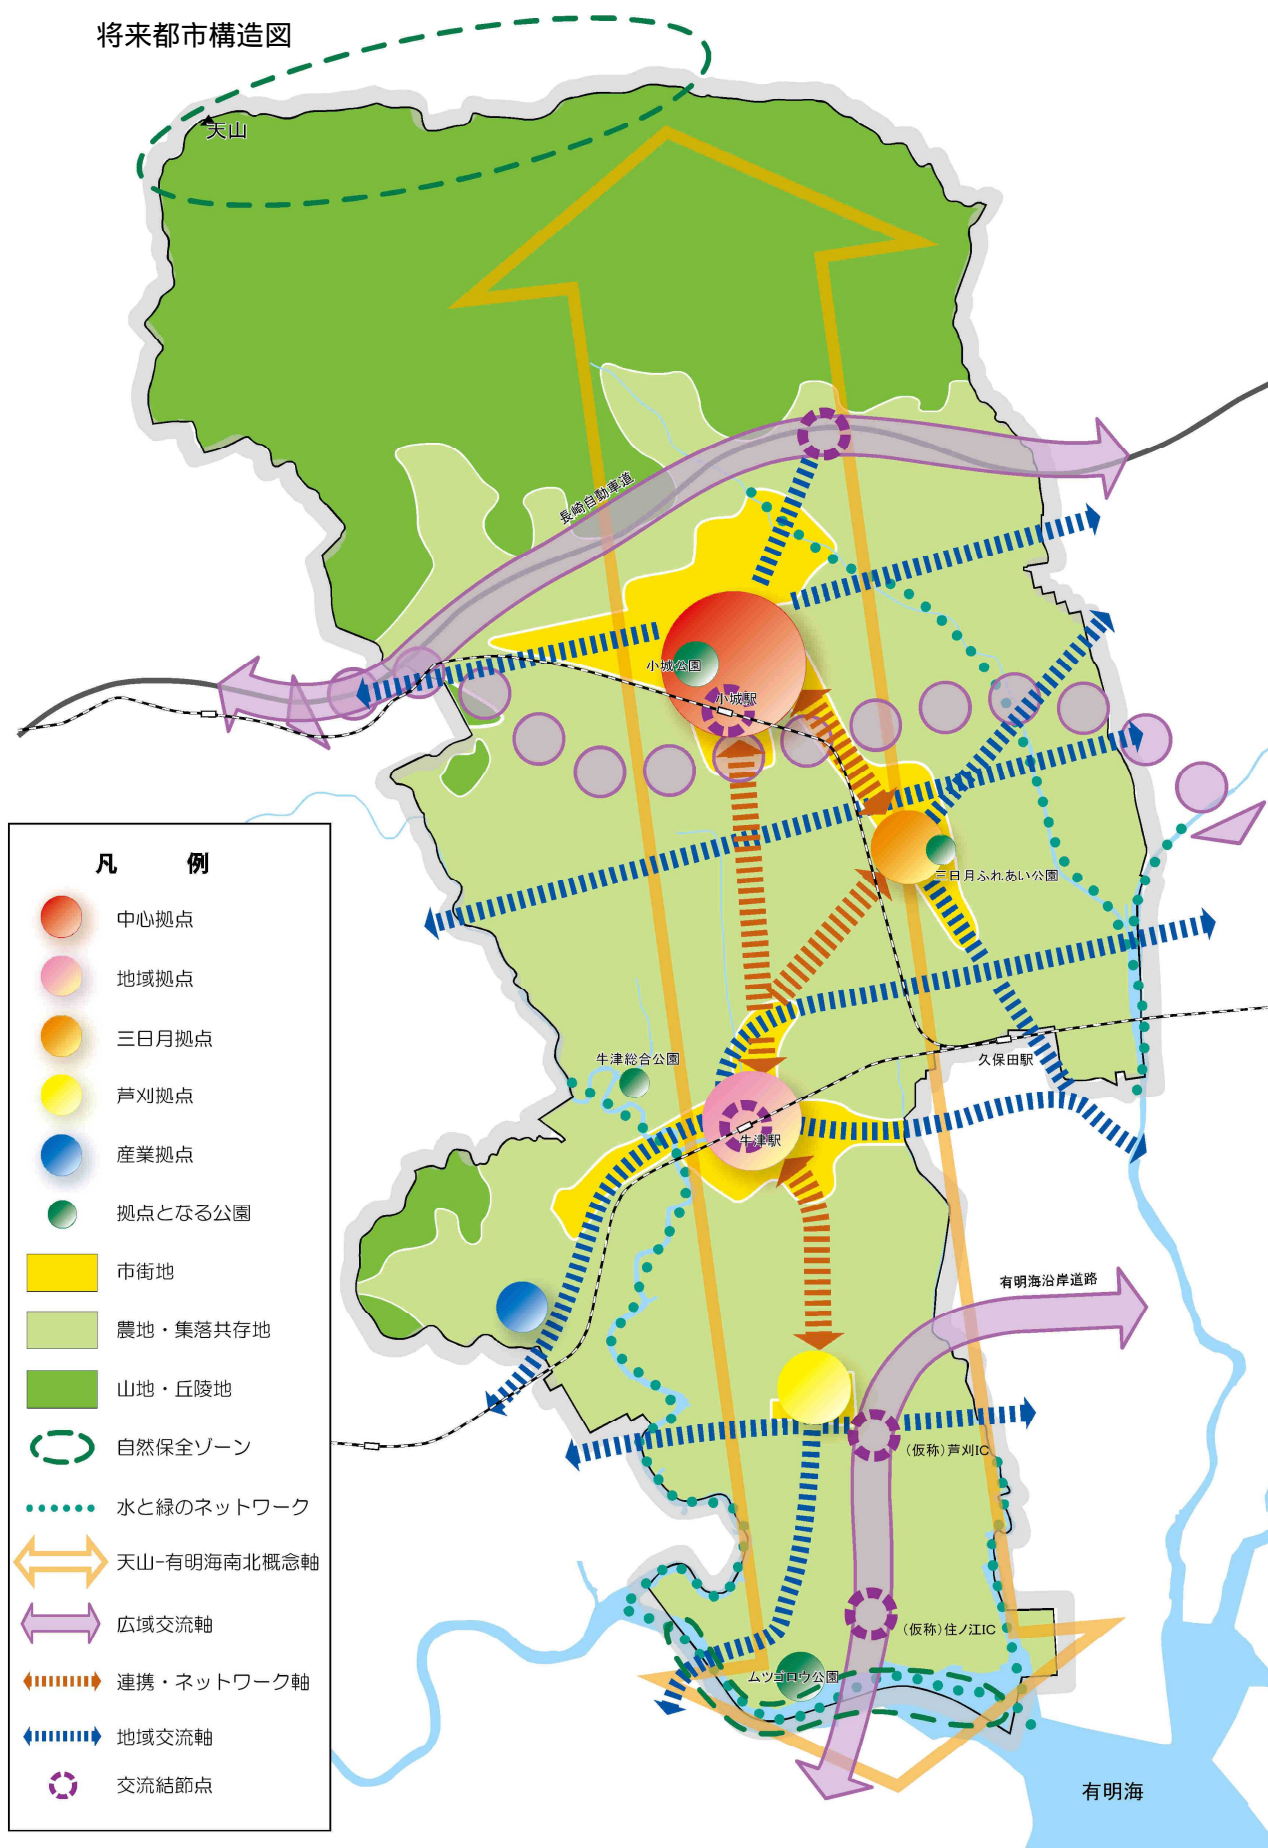 将来都市構造図
天山
長崎自動車道
小城公園
小城駅
三日月ふれあい公園
久保田駅
牛津総合公園
牛津駅
有明海沿岸道路
(仮称)芦刈IC
(仮称)住ノ江IC
ムツゴロウ公園
有明海
凡 例
中心拠点
地域拠点
三日月拠点
芦刈拠点
産業拠点
拠点となる公園
市街地
農地・集落共存地
山地・丘陵地
自然保全ゾーン
水と緑のネットワーク
天山-有明海南北概念軸
広域交流軸
連携・ネットワーク軸
地域交流軸
交流結節点